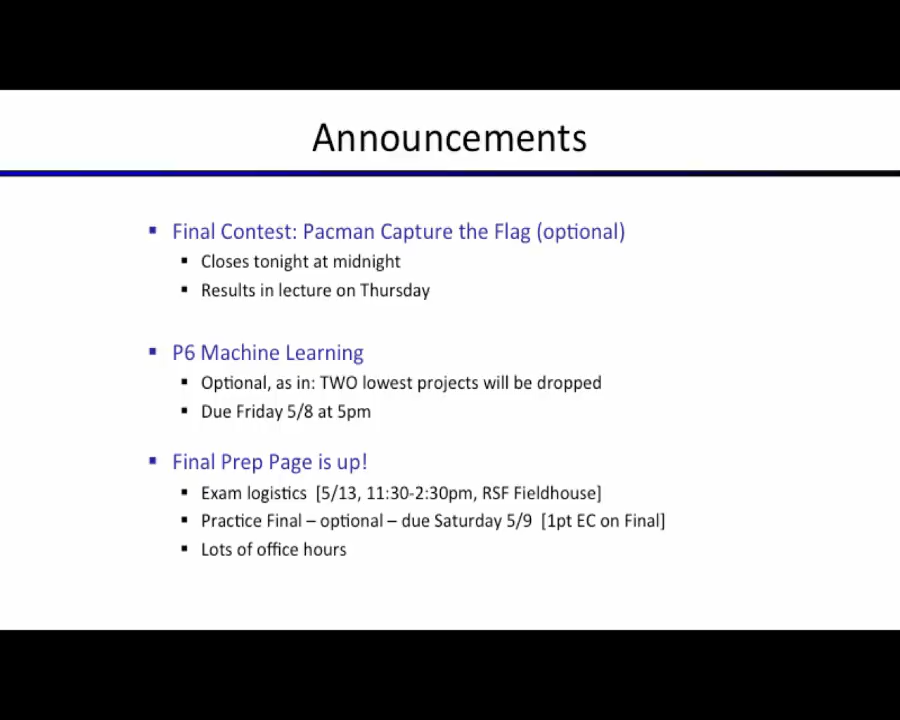 Announcements
▪ Final Contest: Pacman Capture the Flag (optional)
▪ Closes tonight at midnight
▪ Results in lecture on Thursday
▪ P6 Machine Learning
▪ Optional, as in: TWO lowest projects will be dropped
▪ Due Friday 5/8 at 5pm
▪ Final Prep Page is up!
▪ Exam logistics [5/13, 11:30-2:30pm, RSF Fieldhouse]
▪ Practice Final – optional – due Saturday 5/9 [1pt EC on Final]
▪ Lots of office hours